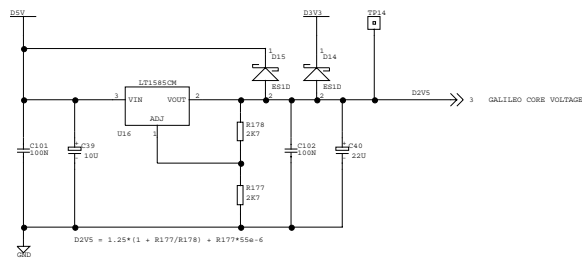 D5V
D3V3
TP14
1
D15
ES1D
2
1
D14
ES1D
2
LT1585CM
3
VIN
VOUT
2
ADJ
1
U16
D2V5
3
GALILEO CORE VOLTAGE
C101
100N
+
C39
10U
-
R178
2K7
C102
100N
+
C40
22U
-
R177
2K7
D2V5 = 1.25*(1 + R177/R178) + R177*55e-6
GND